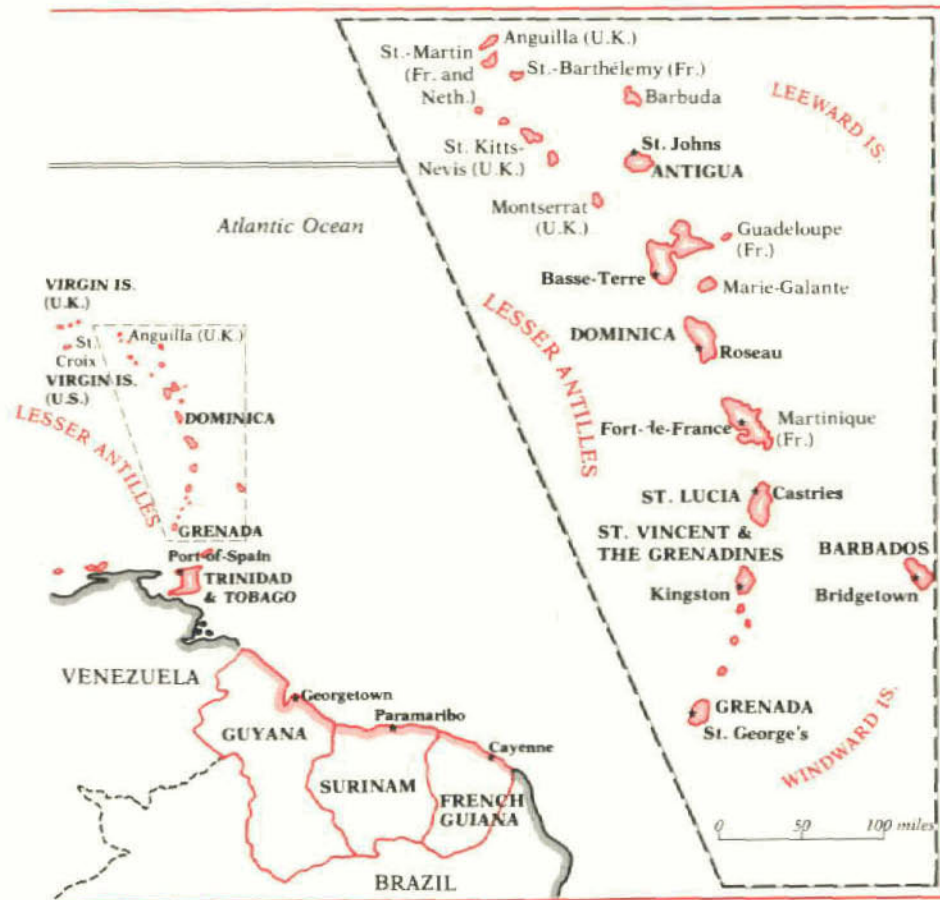 Atlantic Ocean
VIRGIN IS.
(U.K.)
St.
Croix
VIRGIN IS.
(U.S.)
Anguilla (U.K.)
LESSER ANTILLES
DOMINICA
GRENADA
Port-of-Spain
TRINIDAD
& TOBAGO
VENEZUELA
Georgetown
GUYANA
Paramaribo
SURINAM
Cayenne
FRENCH
GUIANA
BRAZIL
Anguilla (U.K.)
St.-Martin
(Fr. and
Neth.)
St.-Barthélemy (Fr.)
Barbuda
LEEWARD IS.
St. Kitts-
Nevis (U.K.)
St. Johns
ANTIGUA
Montserrat
(U.K.)
Guadeloupe
(Fr.)
Basse-Terre
Marie-Galante
LESSER ANTILLES
DOMINICA
Roseau
Fort-de-France
Martinique
(Fr.)
ST. LUCIA
Castries
ST. VINCENT &
THE GRENADINES
Kingston
BARBADOS
Bridgetown
GRENADA
St. George's
WINDWARD IS.
0 50 100 miles